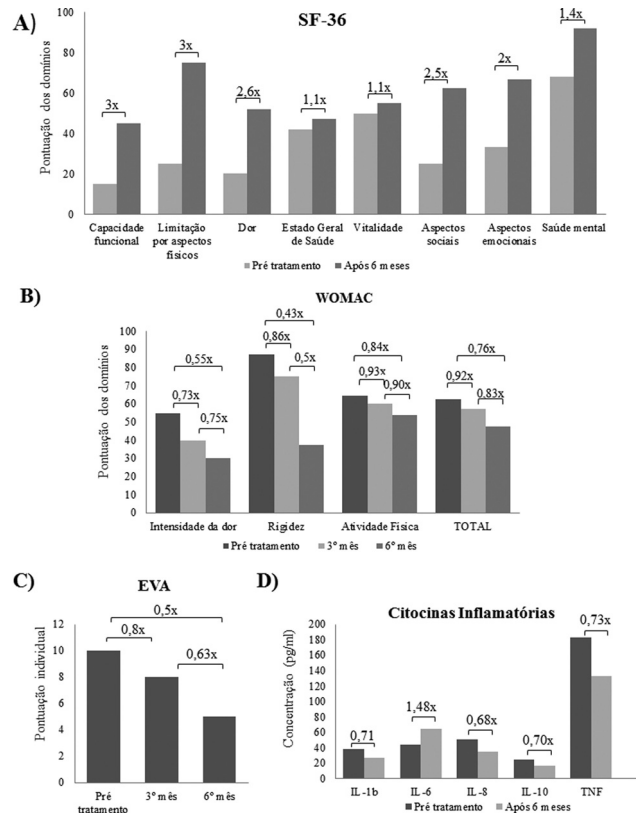 A)
SF-36
Pontuação dos domínios
100
80
60
40
20
0
3x
3x
2,6x
1,1x
1,1x
2,5x
2x
1,4x
Capacidade funcional
Limitação por aspectos físicos
Dor
Estado Geral de Saúde
Vitalidade
Aspectos sociais
Aspectos emocionais
Saúde mental
Pré tratamento
Após 6 meses
B)
WOMAC
Pontuação dos domínios
100
90
80
70
60
50
40
30
20
10
0
0,55x
0,73x
0,75x
0,43x
0,86x
0,5x
0,84x
0,93x
0,90x
0,76x
0,92x
0,83x
Intensidade da dor
Rigidez
Atividade Fisica
TOTAL
Pré tratamento
3º mês
6º mês
C)
EVA
Pontuação individual
12
10
8
6
4
2
0
0,5x
0,8x
0,63x
Pré tratamento
3º mês
6º mês
D)
Citocinas Inflamatórias
Concentração (pg/ml)
200
180
160
140
120
100
80
60
40
20
0
0,71
1,48x
0,68x
0,70x
0,73x
IL-1b
IL-6
IL-8
IL-10
TNF
Pré tratamento
Após 6 meses